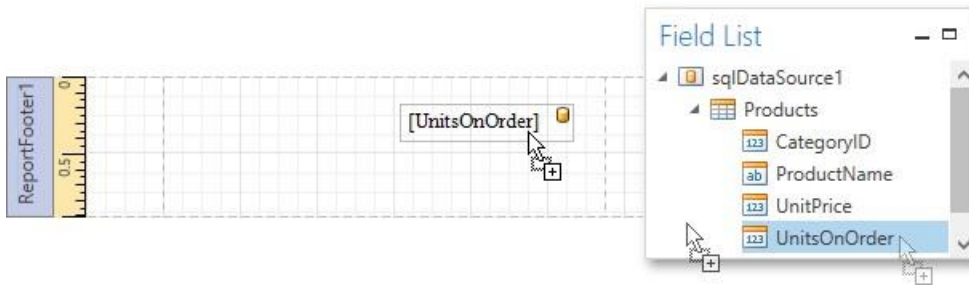 Field List
sqlDataSource1
Products
123 CategoryID
ab ProductName
123 UnitPrice
123 UnitsOnOrder
ReportFooter1
0
0.5
[UnitsOnOrder]